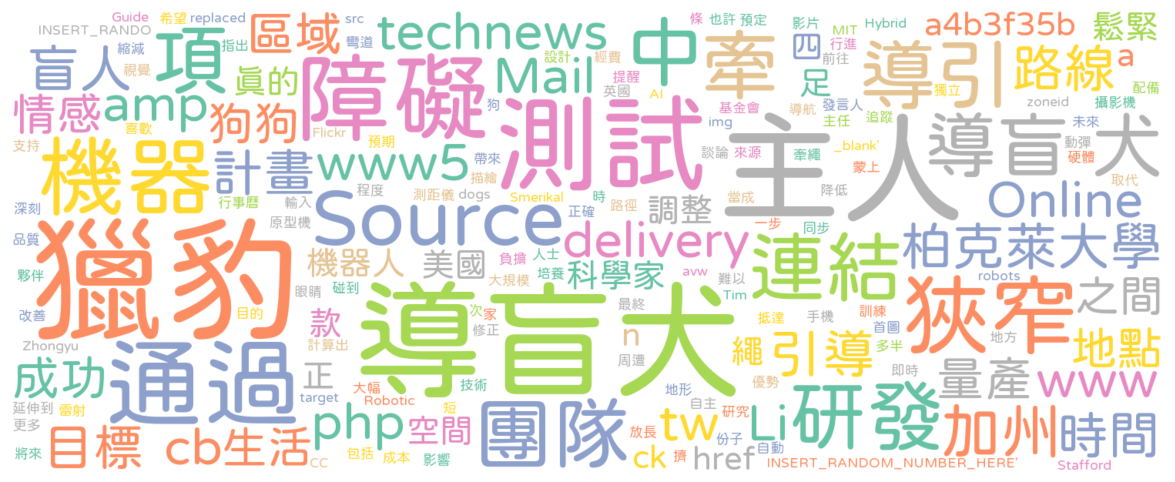 INSERT_RANDO
Guide 希望 replaced
條 也許 預定
影片 MIT Hybrid
盲人 縮減 指出 視覺 項
區域 彎道 src
technews 設計 經費
中 提醒 英國 AI
牽 四 行進 前往
導引 獨立
a4b3f35b 鬆緊
路線 a 配備
情感 amp 真的
障礙 Mail
足 基金會 導航 發言人 主任 追蹤
zoneid 攝影機
喜歡 狗狗 Flickr 狗
測試 img 談論 來源 牽繩
_blank' 蒙上
未來 動彈 硬體
支持 機器 計畫 www5 預期 帶來
主人 導盲犬 取代
深刻 行事曆 輸入 程度 描繪 測距儀 dogs Smerikal 時 路徑
當成 降低
品質 獵豹 原型機 Source 正確 調整 一步 同步 Online
夥伴 機器人 美國 負擔 人士 delivery
柏克萊大學
改善 眼睛 碰到 培養 科學家 大規模 avw 難以 Tim 連結 robots
Zhongyu 款 計算出 導盲犬 次 家 修正 最終 周遭 n 抵達 手機 訓練 首圖
狹窄 之間 地方
目的 通過 正 繩 引導 多半 即時 地點
成功 target 大幅 Robotic 技術 地形 優勢 量產 www
延伸到 雷射 更多 php 短 團隊 自主 研究 tw Li 研發
目標 cb 生活 空間 放長 份子 加州 時間
將來 CC 包括 成本 影響 擠 ck href 自動
INSERT_RANDOM_NUMBER_HERE' Stafford